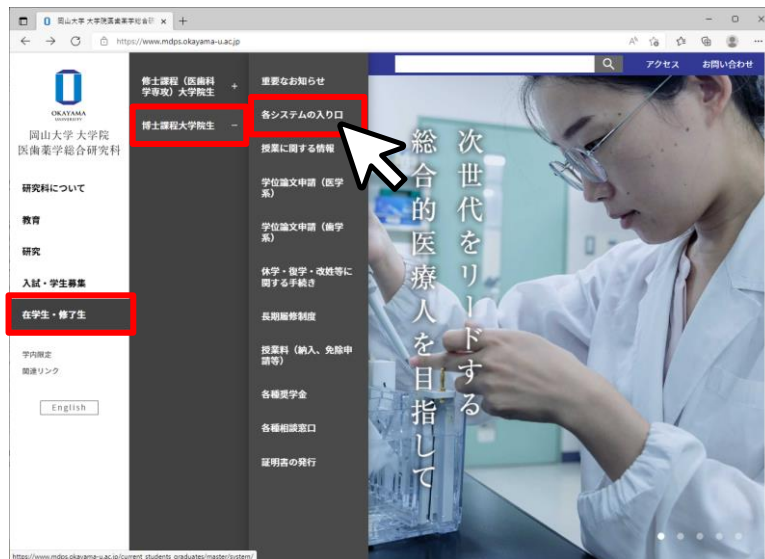 岡山大学 大学院医歯薬学総合研
https://www.mdps.okayama-u.ac.jp
アクセス
お問い合わせ
OKAYAMA
UNIVERSITY
岡山大学 大学院
医歯薬学総合研究科
研究科について
教育
研究
入試・学生募集
在学生・修了生
学内限定
関連リンク
English
修士課程（医歯科
学専攻）大学院生 +
博士課程大学院生 −
重要なお知らせ
各システムの入り口
授業に関する情報
学位論文申請（医学
系）
学位論文申請（歯学
系）
休学・復学・改姓等に
関する手続き
長期履修制度
授業料（納入、免除申
請等）
各種奨学金
各種相談窓口
証明書の発行
次世代をリードする
総合的医療人を目指して
https://www.mdps.okayama-u.ac.jp/current_students_graduates/master/system/